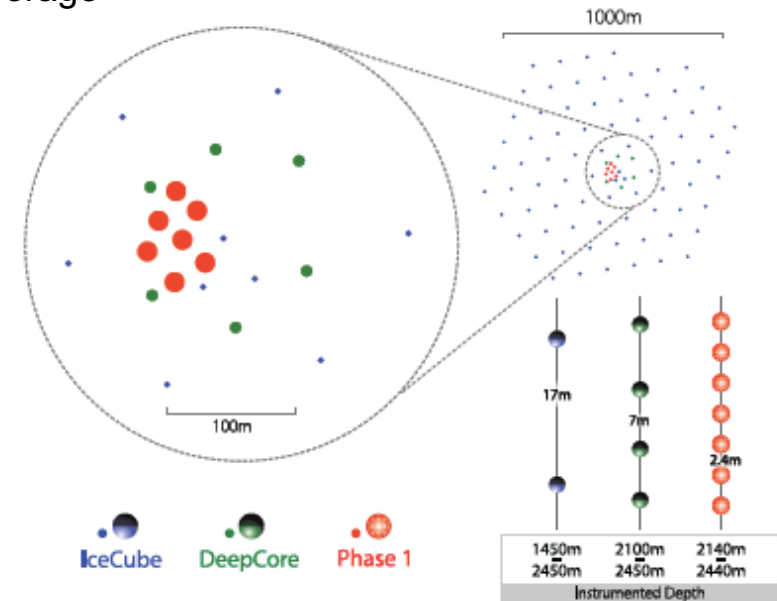 1000m
100m
17m
7m
2.4m
IceCube
DeepCore
Phase 1
1450m 2100m 2140m
2450m 2450m 2440m
Instrumented Depth